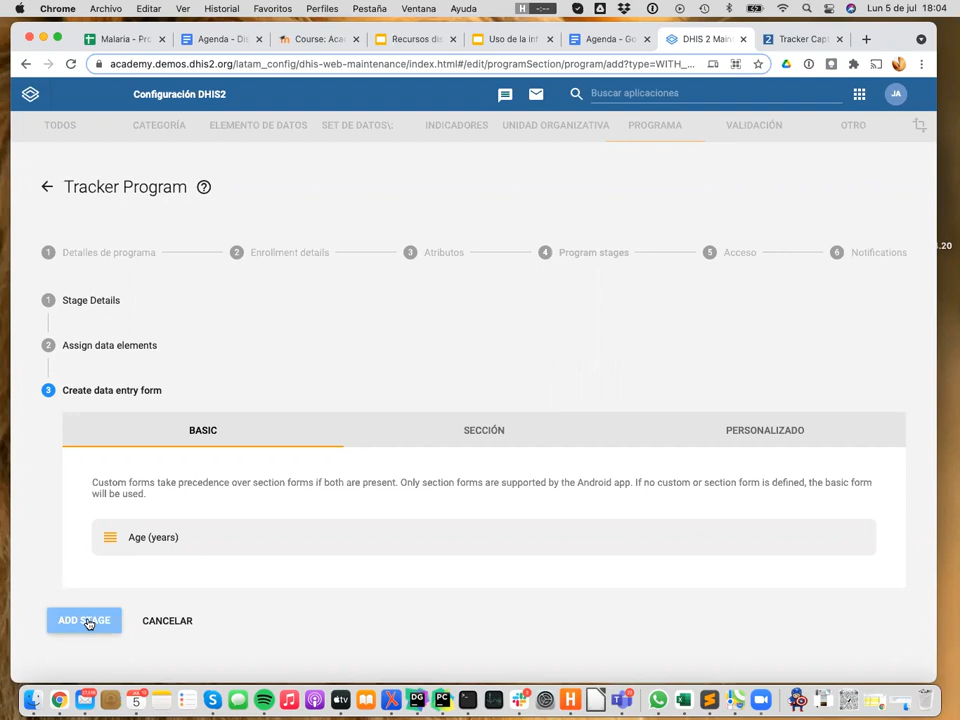 Chrome Archivo Editar Ver Historial Favoritos Perfiles Pestaña Ventana Ayuda H --:-- Lun 5 de jul 18:04
Malaria - Pro Agenda - Dis Course: Aca Recursos dis Uso de la inf Agenda - Go DHIS 2 Main Tracker Capt
academy.demos.dhis2.org/latam_config/dhis-web-maintenance/index.html#/edit/programSection/program/add?type=WITH_...
Configuración DHIS2 Buscar aplicaciones JA
TODOS CATEGORÍA ELEMENTO DE DATOS SET DE DATOS\; INDICADORES UNIDAD ORGANIZATIVA PROGRAMA VALIDACIÓN OTRO
Tracker Program
1 Detalles de programa 2 Enrollment details 3 Atributos 4 Program stages 5 Acceso 6 Notifications
1 Stage Details
2 Assign data elements
3 Create data entry form
BASIC SECCIÓN PERSONALIZADO
Custom forms take precedence over section forms if both are present. Only section forms are supported by the Android app. If no custom or section form is defined, the basic form
will be used.
Age (years)
ADD STAGE CANCELAR